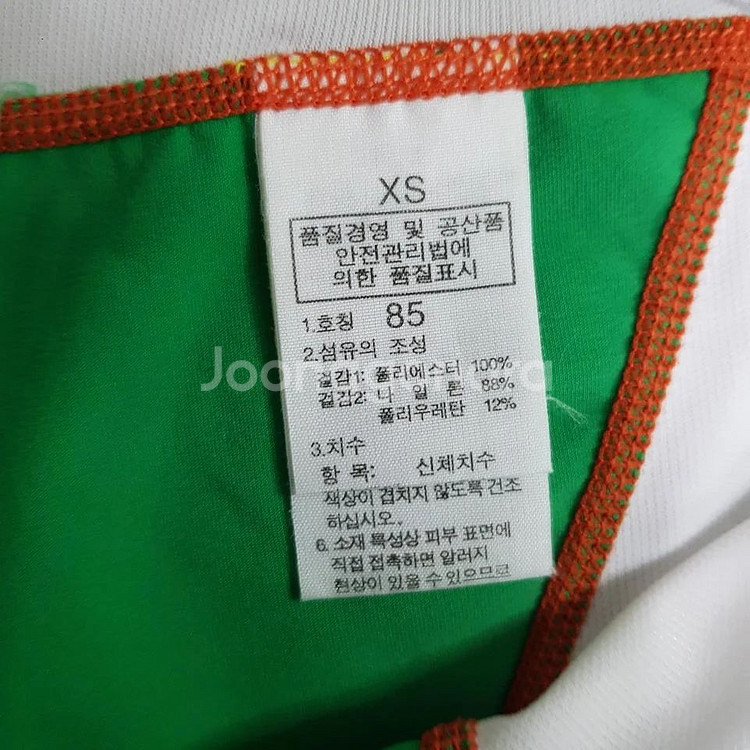 XS
품질경영 및 공산품
안전관리법에
의한 품질표시
1.호칭 85
2.섬유의 조성
겉감1: 폴리에스터 100%
겉감2: 나 일 론 88%
폴리우레탄 12%
3.치수
항 목: 신체치수
색상이 겹치지 않도록 건조
하십시오.
6. 소재 특성상 피부 표면에
직접 접촉하면 알러지
현상이 있을 수 있으므로